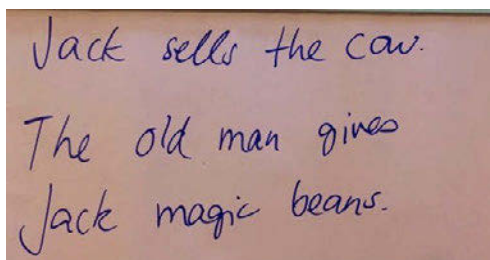 Jack sells the cow.
The old man gives
Jack magic beans.